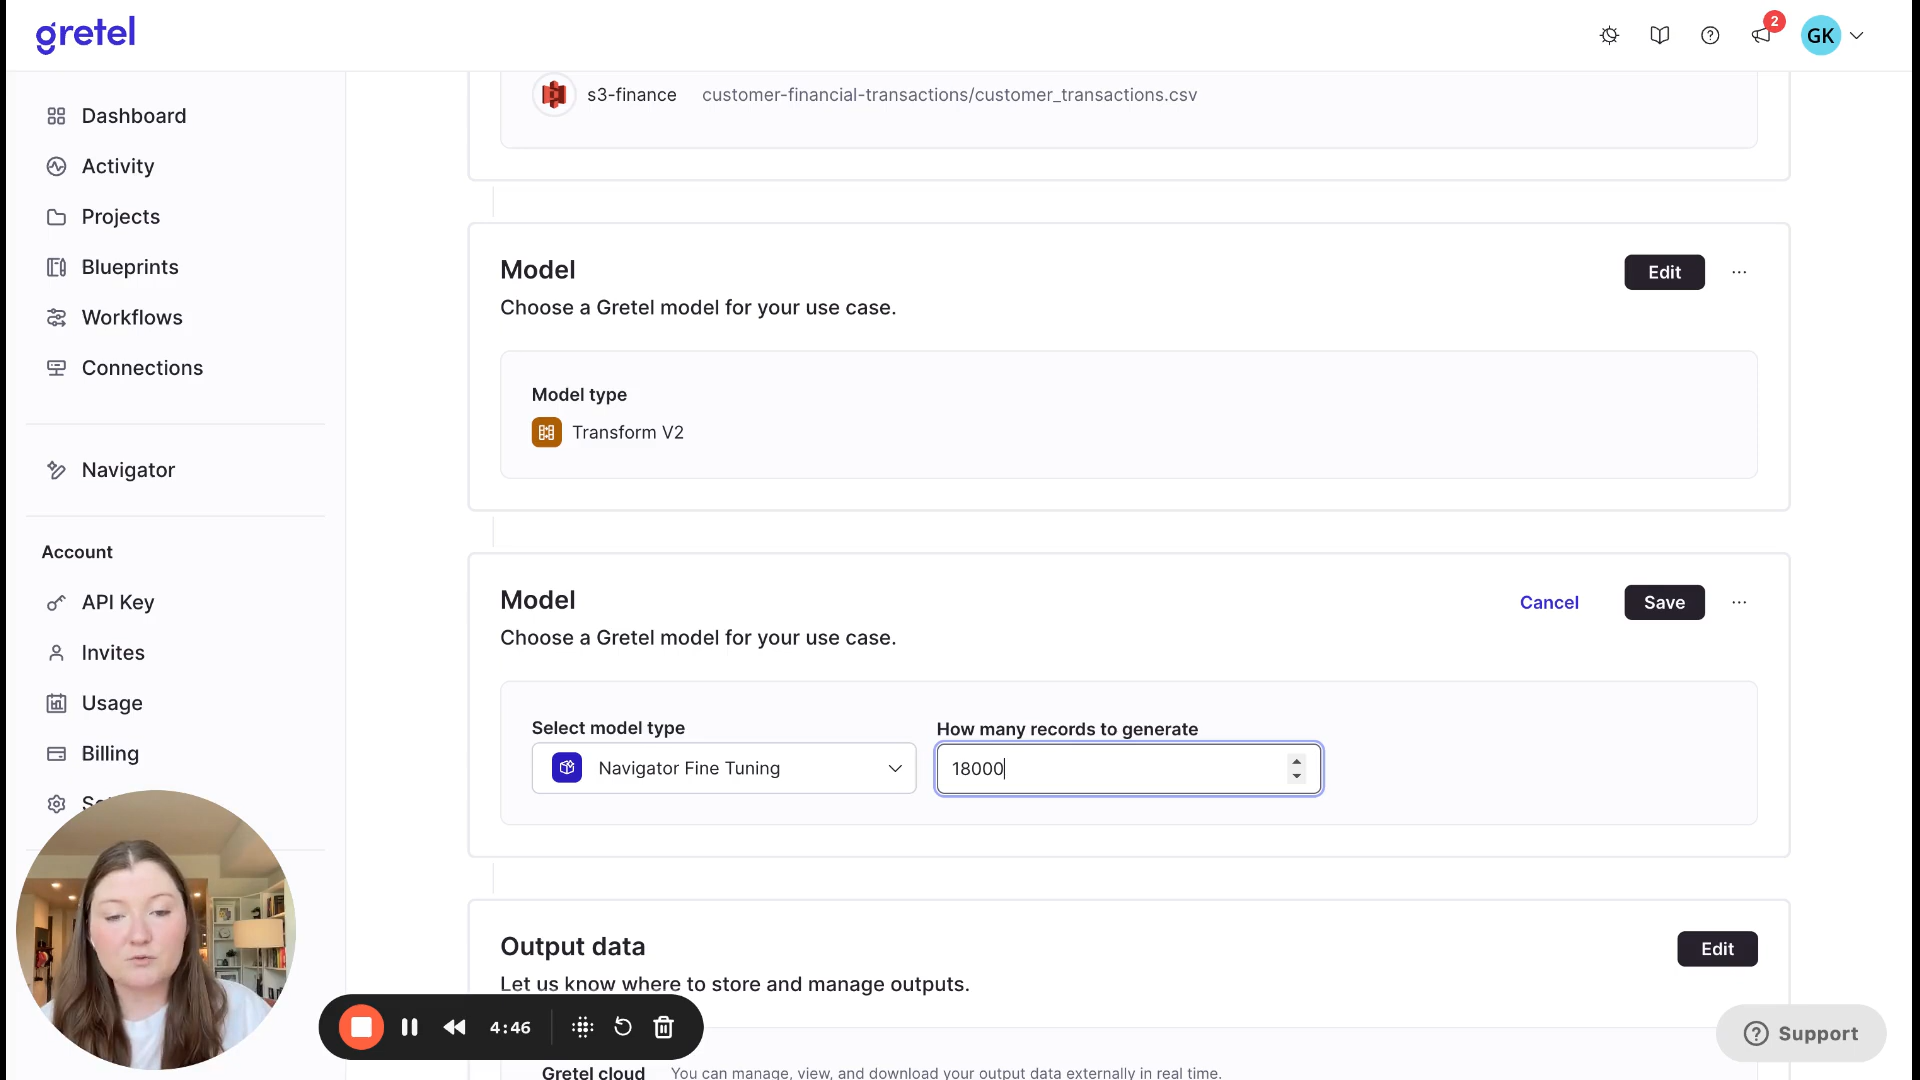 gretel
2
GK
Dashboard
Activity
Projects
Blueprints
Workflows
Connections
Navigator
Account
API Key
Invites
Usage
Billing
s3-finance customer-financial-transactions/customer_transactions.csv
Model
Edit
Choose a Gretel model for your use case.
Model type
Transform V2
Model
Cancel
Save
Choose a Gretel model for your use case.
Select model type
Navigator Fine Tuning
How many records to generate
18000
Output data
Edit
Let us know where to store and manage outputs.
4:46
Gretel cloud You can manage, view, and download your output data externally in real time.
Support